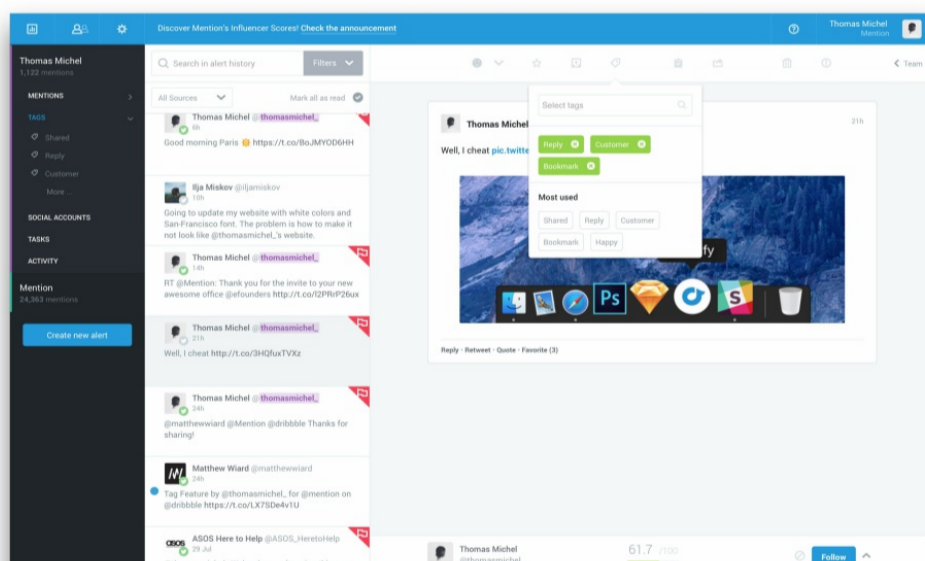 Discover Mention's Influencer Scores! Check the announcement
Thomas Michel
Mention
Thomas Michel
1,122 mentions
MENTIONS
TAGS
Shared
Reply
Customer
More ...
SOCIAL ACCOUNTS
TASKS
ACTIVITY
Mention
24,363 mentions
Create new alert
Search in alert history
Filters
All Sources
Mark all as read
Thomas Michel @thomasmichel_
6h
Good morning Paris https://t.co/BoJMYOD6HH
Ilja Miskov @iljamiskov
10h
Going to update my website with white colors and
San-Francisco font. The problem is how to make it
not look like @thomasmichel_'s website.
Thomas Michel @thomasmichel_
14h
RT @Mention: Thank you for the invite to your new
awesome office @efounders http://t.co/l2PRrP26ux
Thomas Michel @thomasmichel_
21h
Well, I cheat http://t.co/3HQfuxTVXz
Thomas Michel @thomasmichel_
24h
@matthewwiard @Mention @dribbble Thanks for
sharing!
Matthew Wiard @matthewwiard
24h
Tag Feature by @thomasmichel_ for @mention on
@dribbble https://t.co/LX7SDe4v1U
asos
ASOS Here to Help @ASOS_HeretoHelp
29 Jul
Team
Thomas Michel
21h
Well, I cheat pic.twitte
Select tags
Reply
Customer
Bookmark
Most used
Shared
Reply
Customer
Bookmark
Happy
fy
Ps
S
Reply · Retweet · Quote · Favorite (3)
Thomas Michel
@thomasmichel_
61.7 /100
Follow